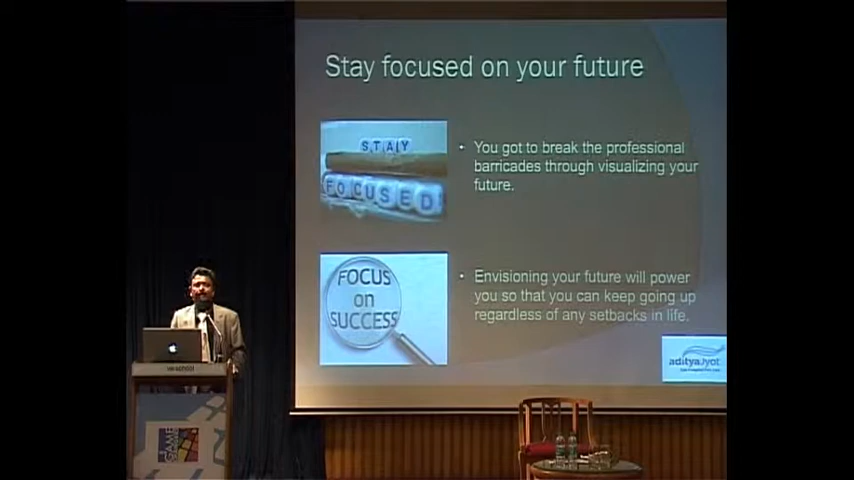 Stay focused on your future
STAY
FOCUSED
• You got to break the professional
barricades through visualizing your
future.
FOCUS
on
SUCCESS
• Envisioning your future will power
you so that you can keep going up
regardless of any setbacks in life.
adityaJyot
GAME